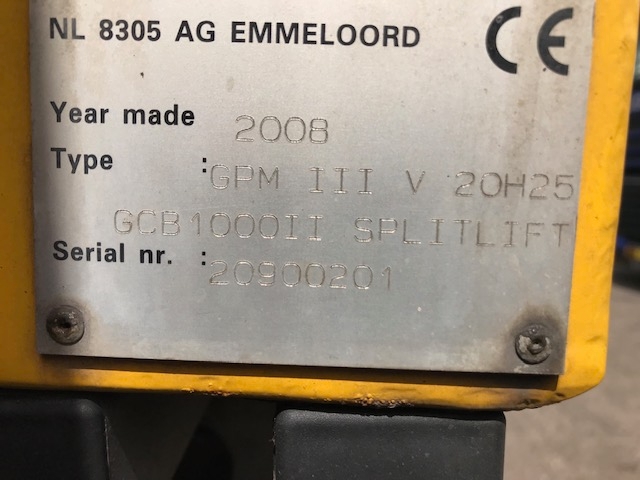 NL 8305 AG EMMELOORD
CE
Year made 2008
Type : GPM III V 20H25
GCB1000II SPLITLIFT
Serial nr. : 20900201